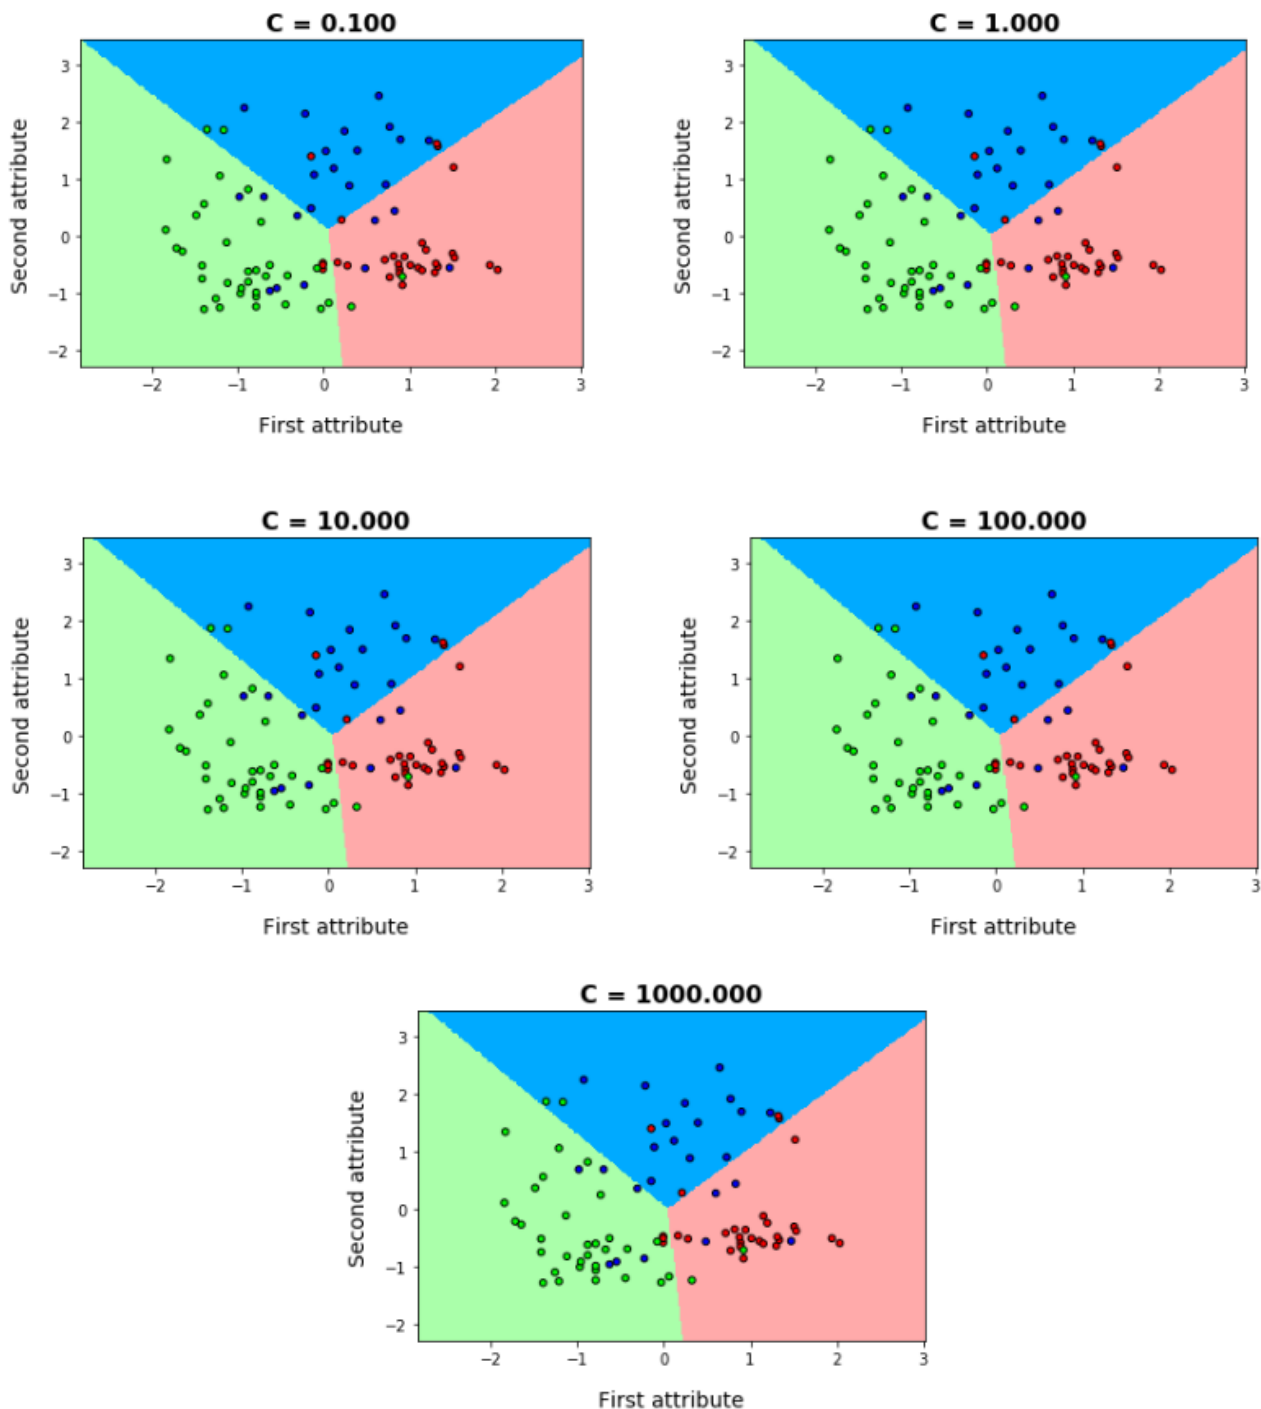 C = 0.100
C = 1.000
Second attribute
3
2
1
0
−1
−2
−2 −1 0 1 2 3
First attribute
Second attribute
3
2
1
0
−1
−2
−2 −1 0 1 2 3
First attribute
C = 10.000
C = 100.000
Second attribute
3
2
1
0
−1
−2
−2 −1 0 1 2 3
First attribute
Second attribute
3
2
1
0
−1
−2
−2 −1 0 1 2 3
First attribute
C = 1000.000
Second attribute
3
2
1
0
−1
−2
−2 −1 0 1 2 3
First attribute